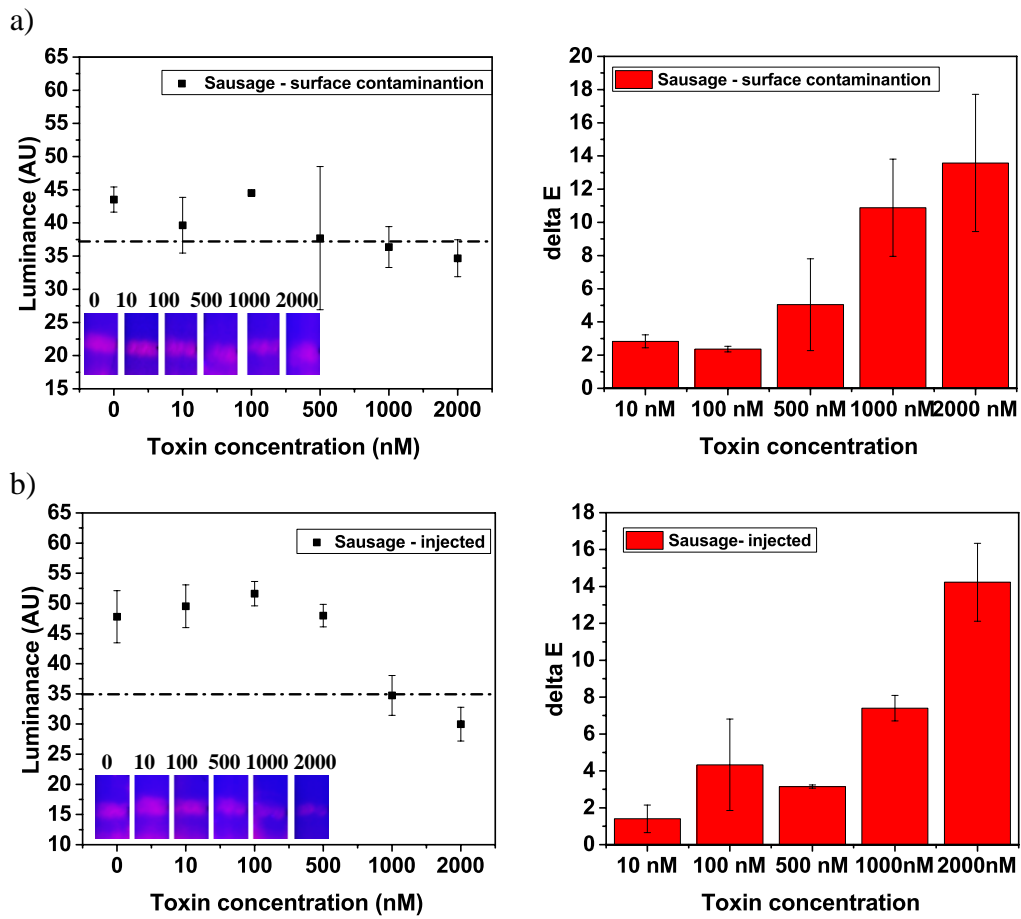 a)
65
60
55
50
45
40
35
30
25
20
15
Luminance (AU)
Sausage - surface contaminantion
0 10 100 500 1000 2000
0 10 100 500 1000 2000
Toxin concentration (nM)
20
18
16
14
12
10
8
6
4
2
0
delta E
Sausage - surface contaminantion
10 nM 100 nM 500 nM 1000 nM 2000 nM
Toxin concentration
b)
65
60
55
50
45
40
35
30
25
20
15
10
Luminanace (AU)
Sausage - injected
0 10 100 500 1000 2000
0 10 100 500 1000 2000
Toxin concentration (nM)
18
16
14
12
10
8
6
4
2
0
delta E
Sausage- injected
10 nM 100 nM 500 nM 1000nM 2000nM
Toxin concentration